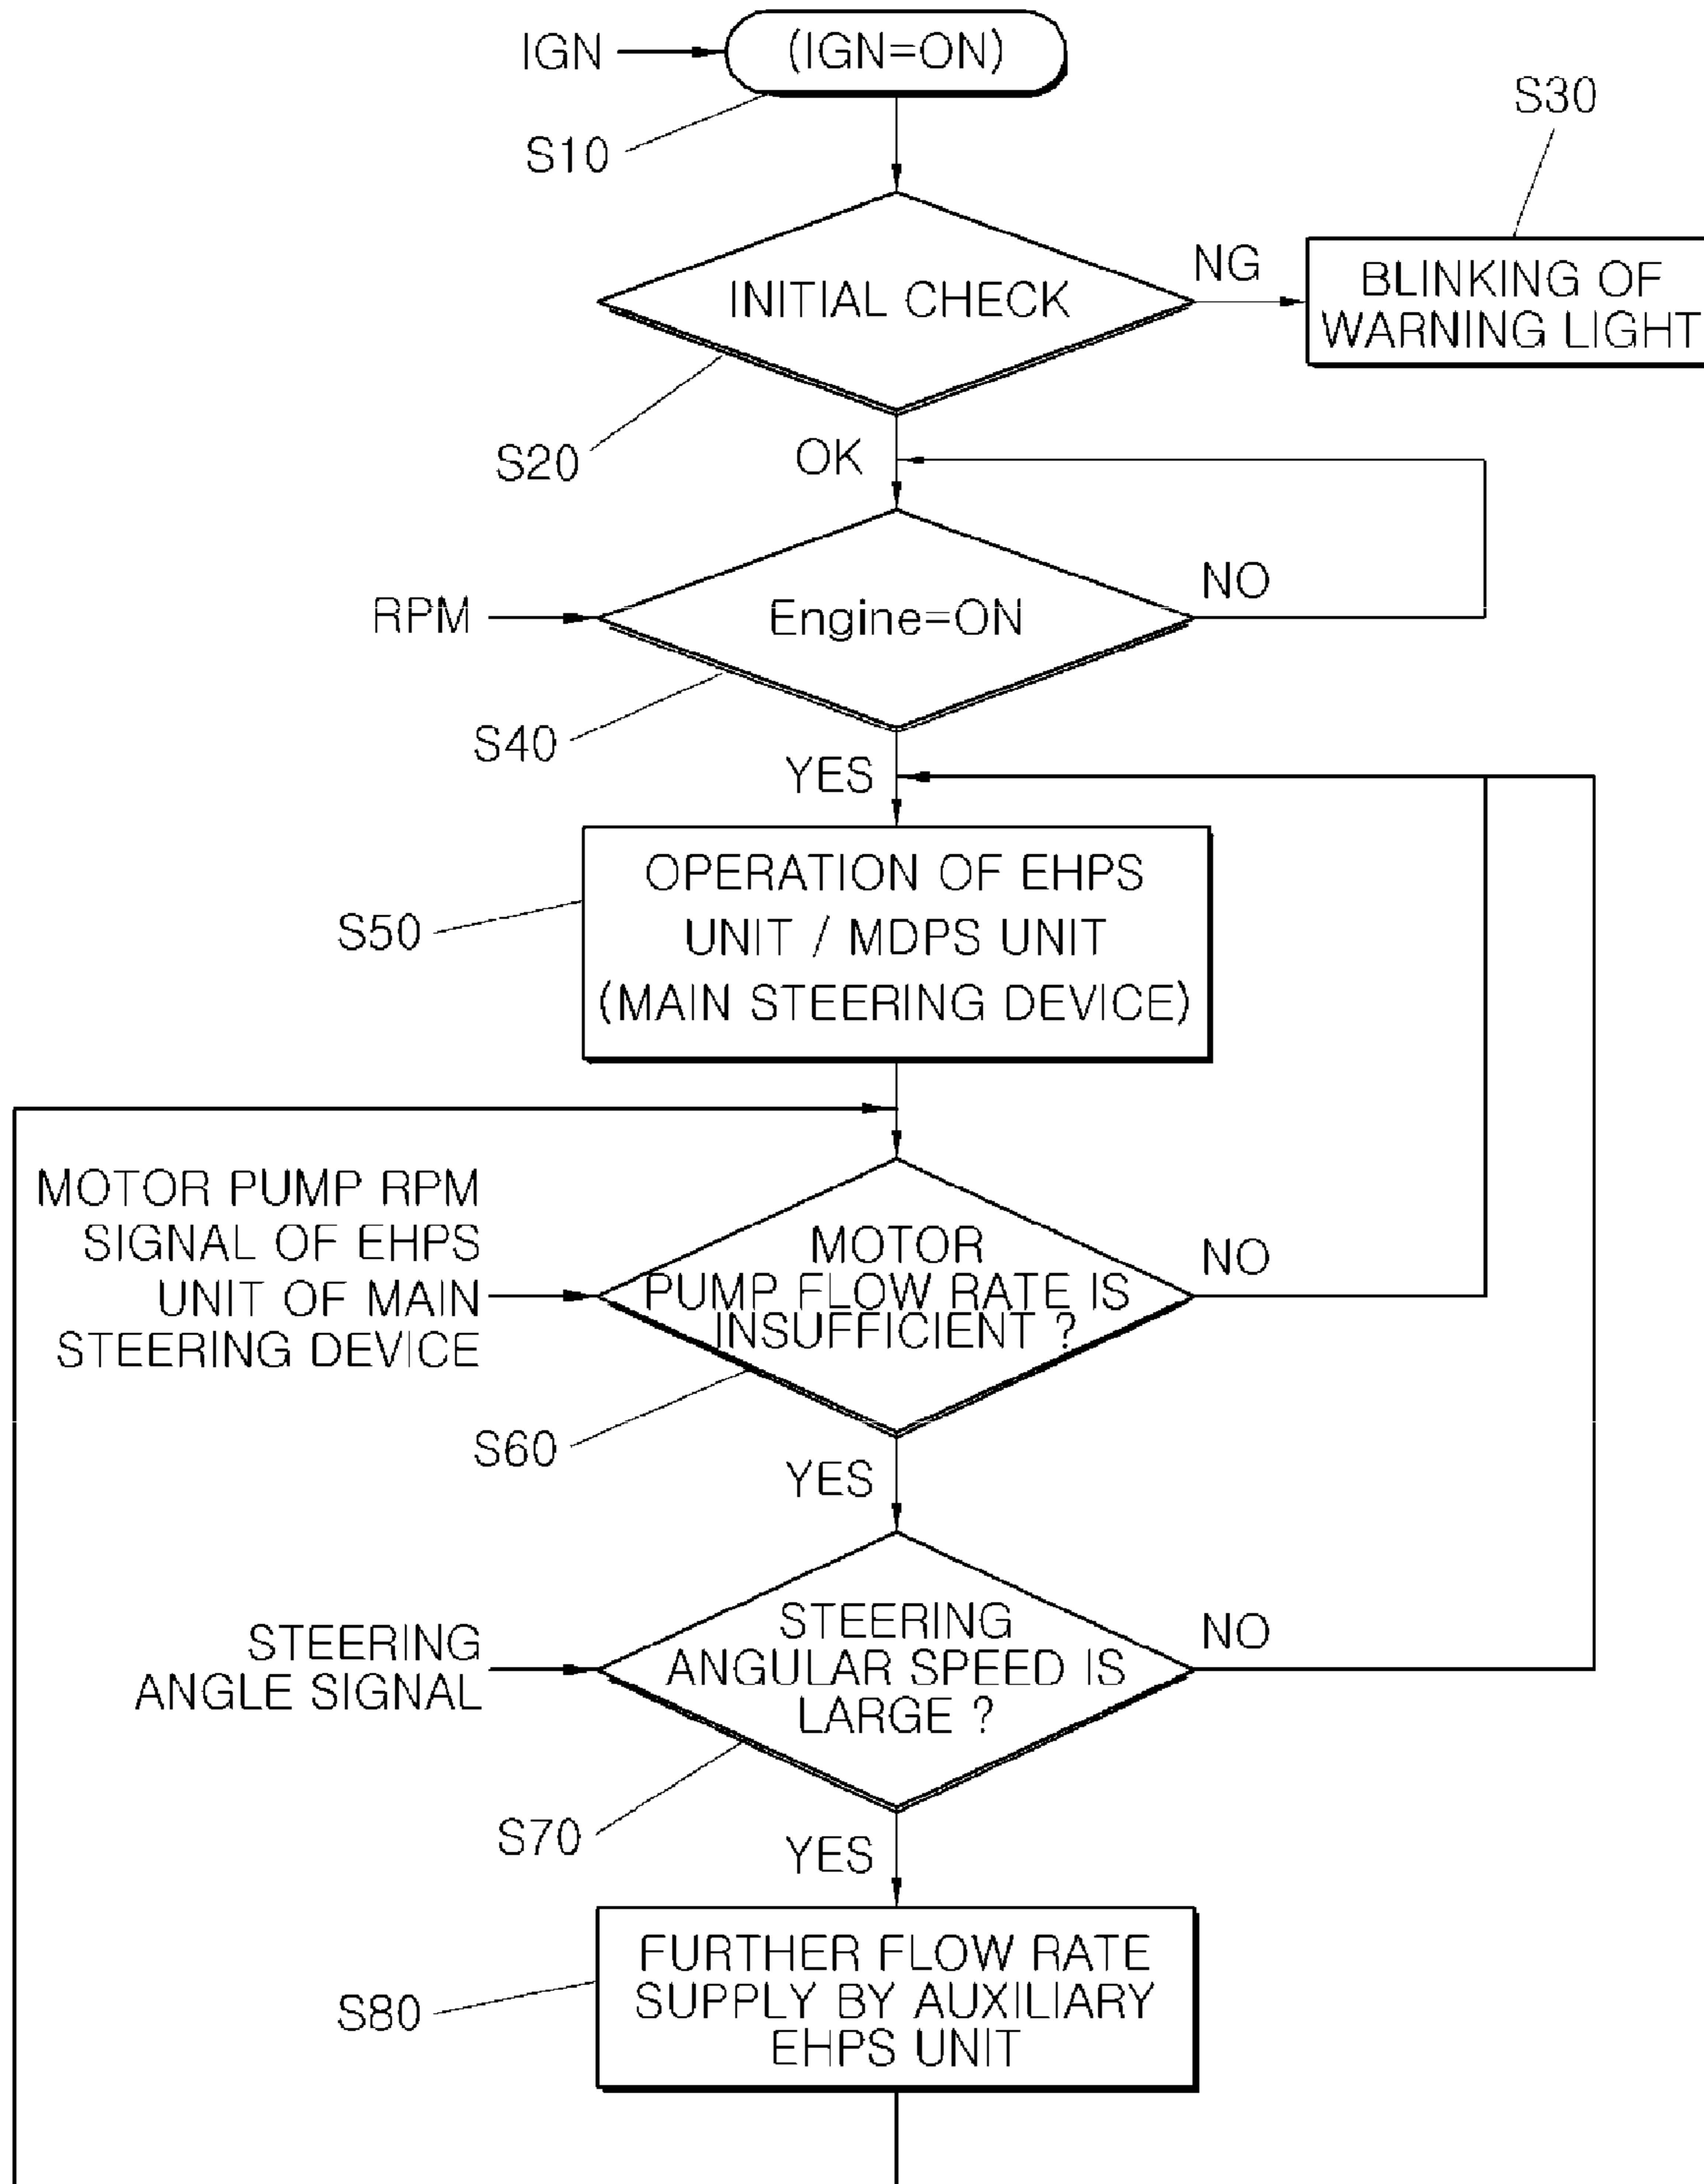 IGN
(IGN=ON)
S10
S30
INITIAL CHECK
NG
BLINKING OF
WARNING LIGHT
S20
OK
RPM
Engine=ON
NO
S40
YES
OPERATION OF EHPS
UNIT / MDPS UNIT
(MAIN STEERING DEVICE)
S50
MOTOR PUMP RPM
SIGNAL OF EHPS
UNIT OF MAIN
STEERING DEVICE
MOTOR
PUMP FLOW RATE IS
INSUFFICIENT ?
NO
S60
YES
STEERING
ANGLE SIGNAL
STEERING
ANGULAR SPEED IS
LARGE ?
NO
S70
YES
FURTHER FLOW RATE
SUPPLY BY AUXILIARY
EHPS UNIT
S80